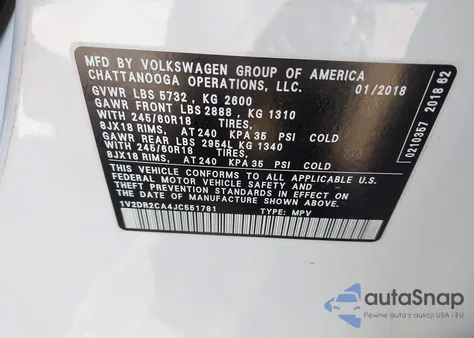 MFD BY VOLKSWAGEN GROUP OF AMERICA
CHATTANOOGA OPERATIONS, LLC.
01/2018
GVWR LBS 5732 , KG 2600
GAWR FRONT LBS 2888 , KG 1310
WITH 245/60R18 TIRES,
8JX18 RIMS, AT 240 KPA 35 PSI COLD
GAWR REAR LBS 2954L KG 1340
WITH 245/60R18 TIRES,
8JX18 RIMS, AT 240 KPA 35 PSI COLD
THIS VEHICLE CONFORMS TO ALL APPLICABLE U.S.
FEDERAL MOTOR VEHICLE SAFETY AND
THEFT PREVENTION STANDARDS IN EFFECT ON
THE DATE OF MANUFACTURE SHOWN ABOVE.
1V2DR2CA4JC551781 TYPE: MPV
0210357 2018 62
autoSnap
Pewne auta z dostawą z USA i EU